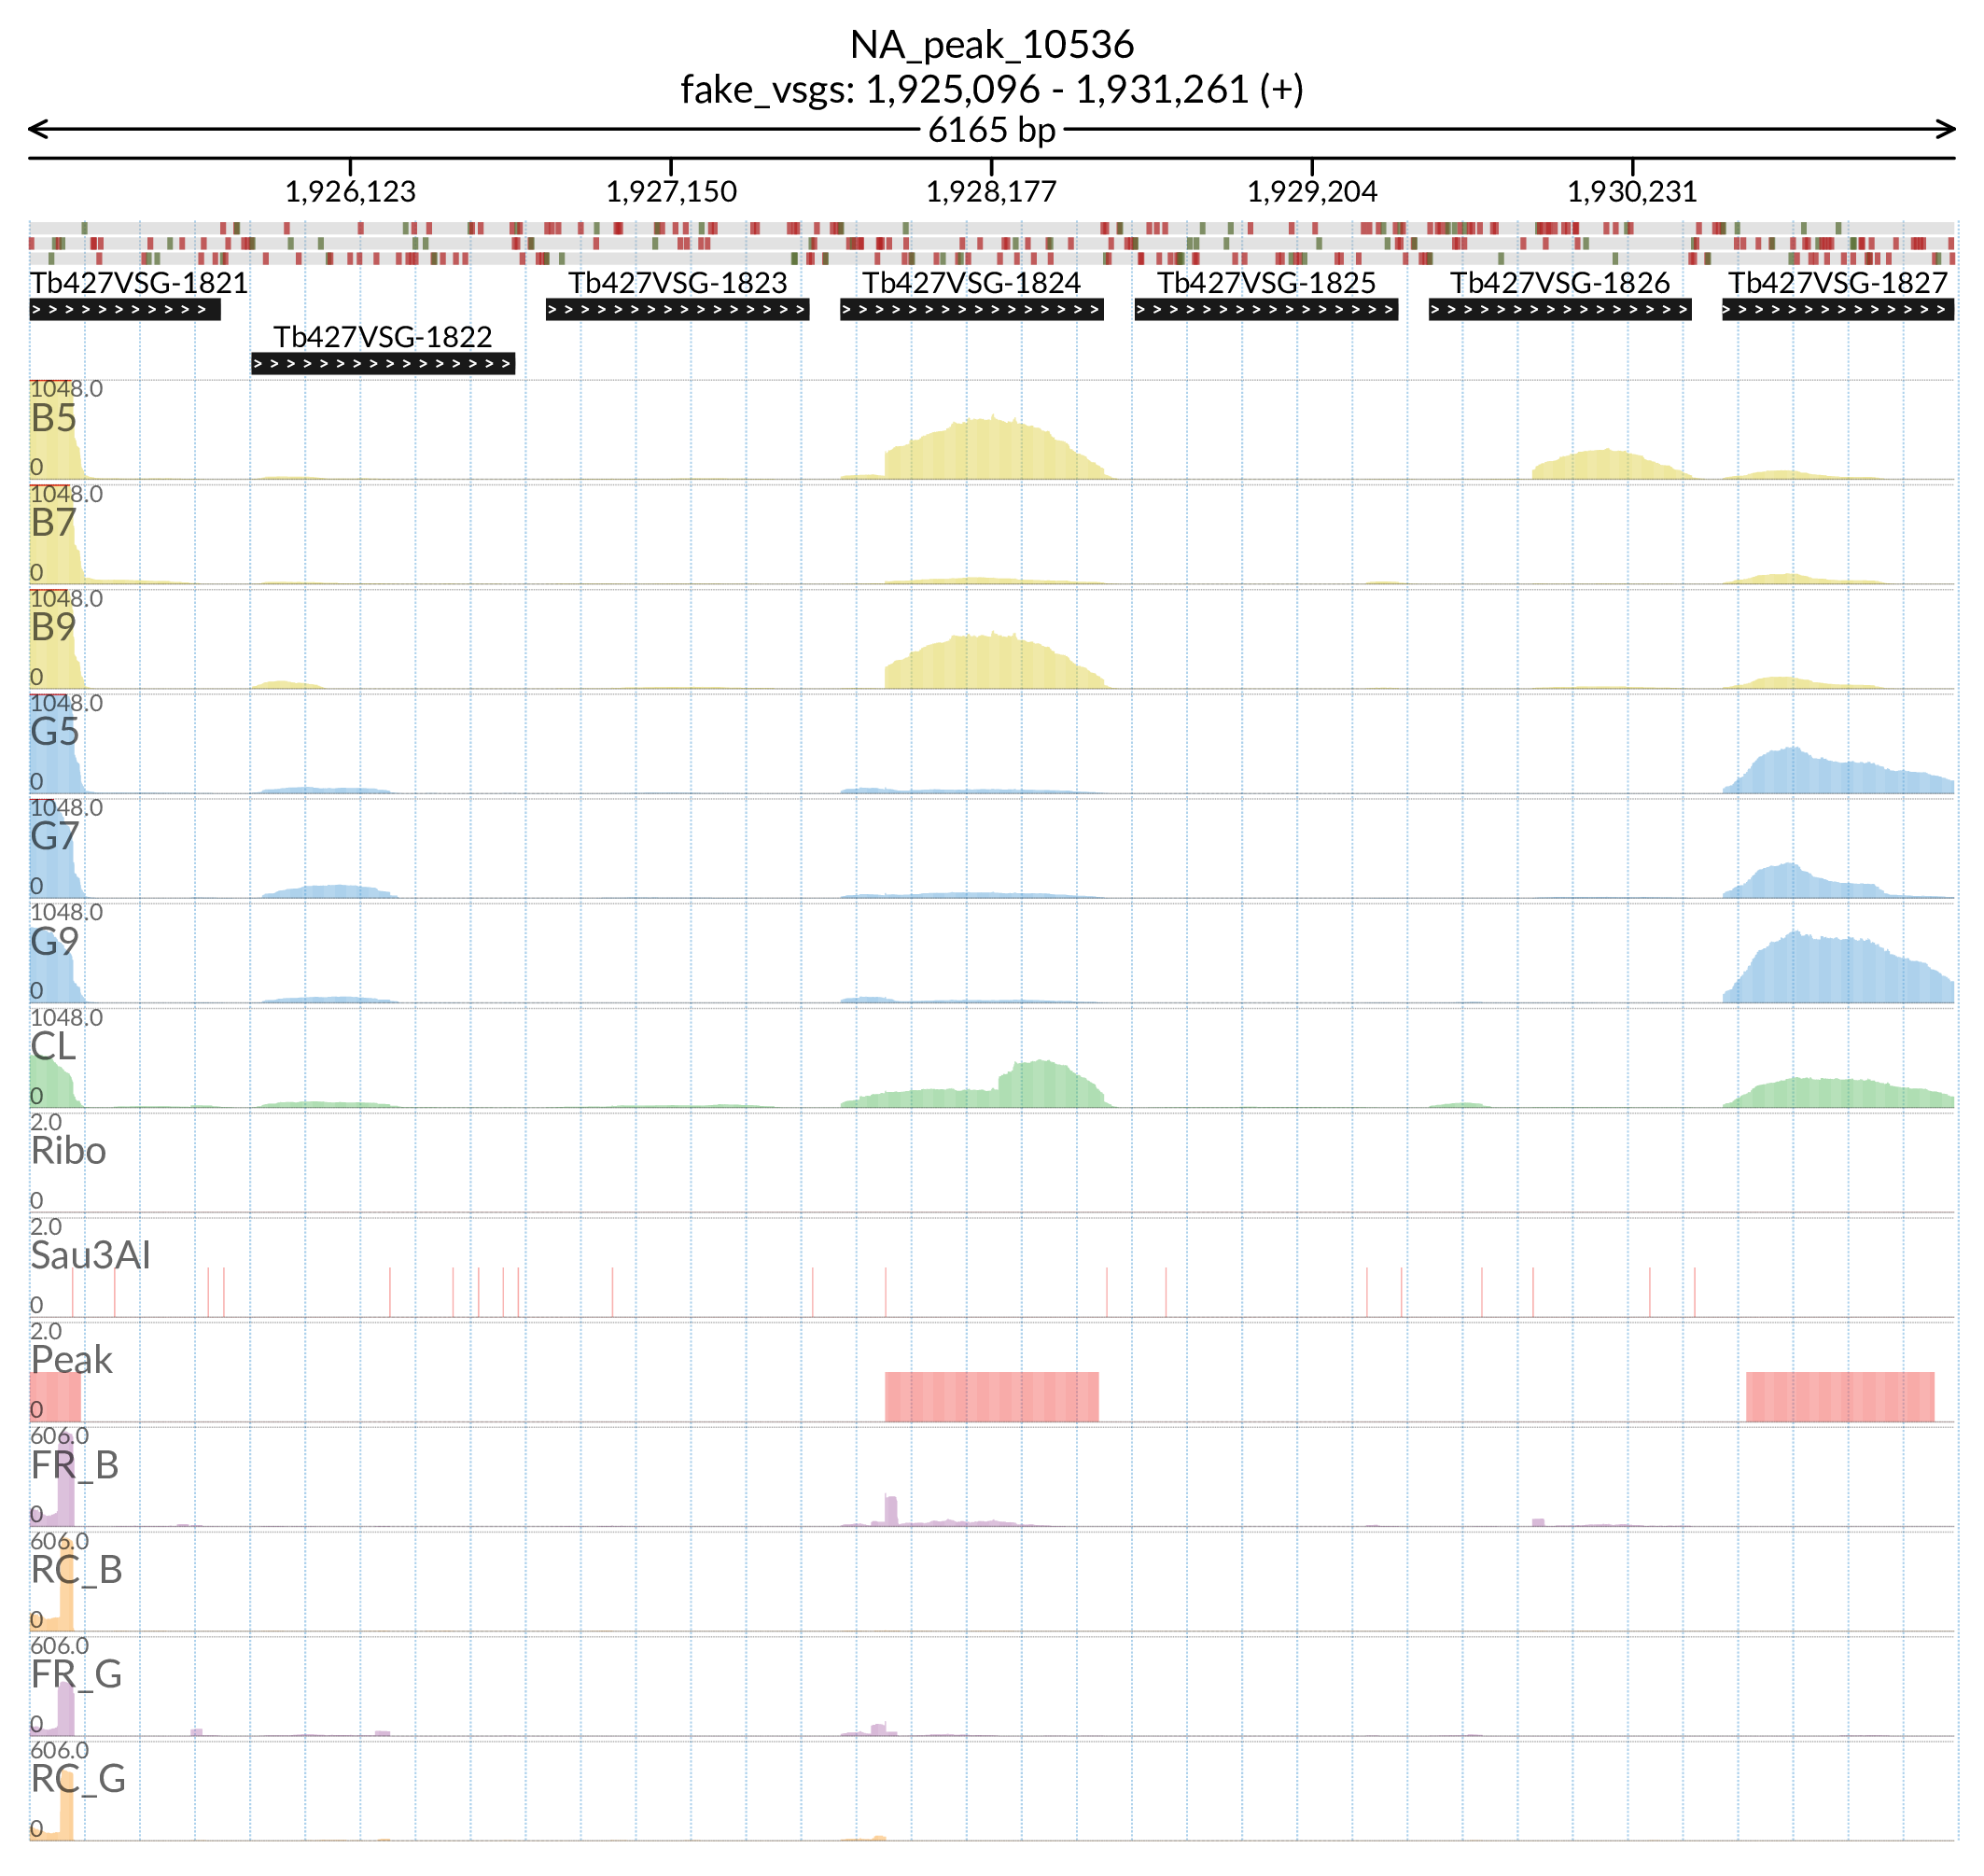 NA_peak_10536
fake_vsgs: 1,925,096 - 1,931,261 (+)
6165 bp
1,926,123 1,927,150 1,928,177 1,929,204 1,930,231
Tb427VSG-1821 Tb427VSG-1823 Tb427VSG-1824 Tb427VSG-1825 Tb427VSG-1826 Tb427VSG-1827
Tb427VSG-1822
1048.0
B5
0
1048.0
B7
0
1048.0
B9
0
1048.0
G5
0
1048.0
G7
0
1048.0
G9
0
1048.0
CL
0
2.0
Ribo
0
2.0
Sau3AI
0
2.0
Peak
0
606.0
FR_B
0
606.0
RC_B
0
606.0
FR_G
0
606.0
RC_G
0